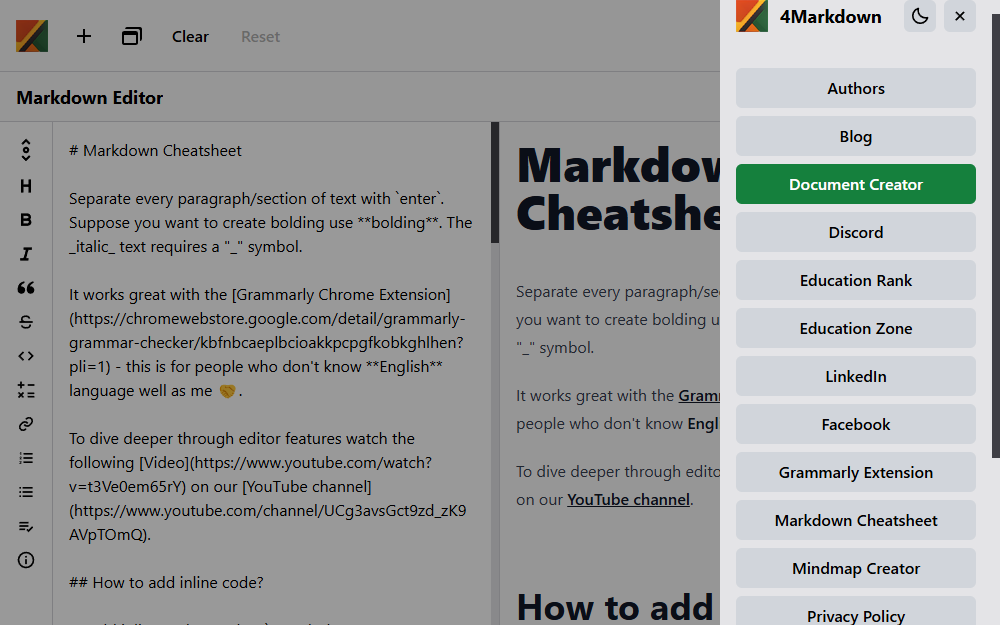 Clear
Reset
Markdown Editor
# Markdown Cheatsheet
Separate every paragraph/section of text with `enter`.
Suppose you want to create bolding use **bolding**. The
_italic_ text requires a "_" symbol.
It works great with the [Grammarly Chrome Extension]
(https://chromewebstore.google.com/detail/grammarly-
grammar-checker/kbfnbcaeplbcioakkpcpgfkobkghlhen?
pli=1) - this is for people who don't know **English**
language well as me 🤝.
To dive deeper through editor features watch the
following [Video](https://www.youtube.com/watch?
v=t3Ve0em65rY) on our [YouTube channel]
(https://www.youtube.com/channel/UCg3avsGct9zd_zK9
AVpTOmQ).
## How to add inline code?
Markdow
Cheatshe
Separate every paragraph/se
you want to create bolding u
"_" symbol.
It works great with the Gram
people who don't know Engl
To dive deeper through edito
on our YouTube channel.
How to add
4Markdown
Authors
Blog
Document Creator
Discord
Education Rank
Education Zone
LinkedIn
Facebook
Grammarly Extension
Markdown Cheatsheet
Mindmap Creator
Privacy Policy